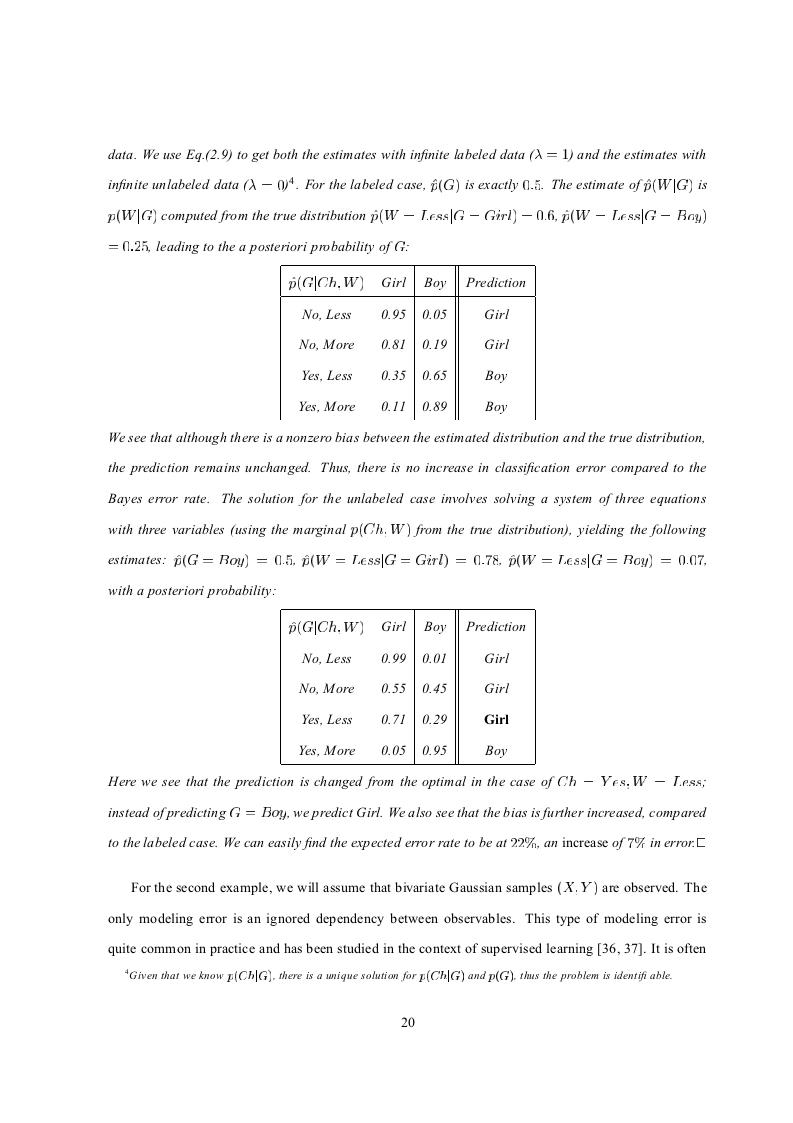 data. We use Eq.(2.9) to get both the estimates with infinite labeled data (λ = 1) and the estimates with
infinite unlabeled data (λ = 0)⁴. For the labeled case, p̂(G) is exactly 0.5. The estimate of p̂(W|G) is
p(W|G) computed from the true distribution p̂(W = Less|G = Girl) = 0.6, p̂(W = Less|G = Boy)
= 0.25, leading to the a posteriori probability of G:
p̂(G|Ch, W) Girl Boy Prediction
No, Less 0.95 0.05 Girl
No, More 0.81 0.19 Girl
Yes, Less 0.35 0.65 Boy
Yes, More 0.11 0.89 Boy
We see that although there is a nonzero bias between the estimated distribution and the true distribution,
the prediction remains unchanged. Thus, there is no increase in classification error compared to the
Bayes error rate. The solution for the unlabeled case involves solving a system of three equations
with three variables (using the marginal p(Ch, W) from the true distribution), yielding the following
estimates: p̂(G = Boy) = 0.5, p̂(W = Less|G = Girl) = 0.78, p̂(W = Less|G = Boy) = 0.07,
with a posteriori probability:
p̂(G|Ch, W) Girl Boy Prediction
No, Less 0.99 0.01 Girl
No, More 0.55 0.45 Girl
Yes, Less 0.71 0.29 Girl
Yes, More 0.05 0.95 Boy
Here we see that the prediction is changed from the optimal in the case of Ch = Yes, W = Less;
instead of predicting G = Boy, we predict Girl. We also see that the bias is further increased, compared
to the labeled case. We can easily find the expected error rate to be at 22%, an increase of 7% in error.□
For the second example, we will assume that bivariate Gaussian samples (X, Y) are observed. The
only modeling error is an ignored dependency between observables. This type of modeling error is
quite common in practice and has been studied in the context of supervised learning [36, 37]. It is often
⁴Given that we know p(Ch|G), there is a unique solution for p(Ch|G) and p(G), thus the problem is identifi able.
20